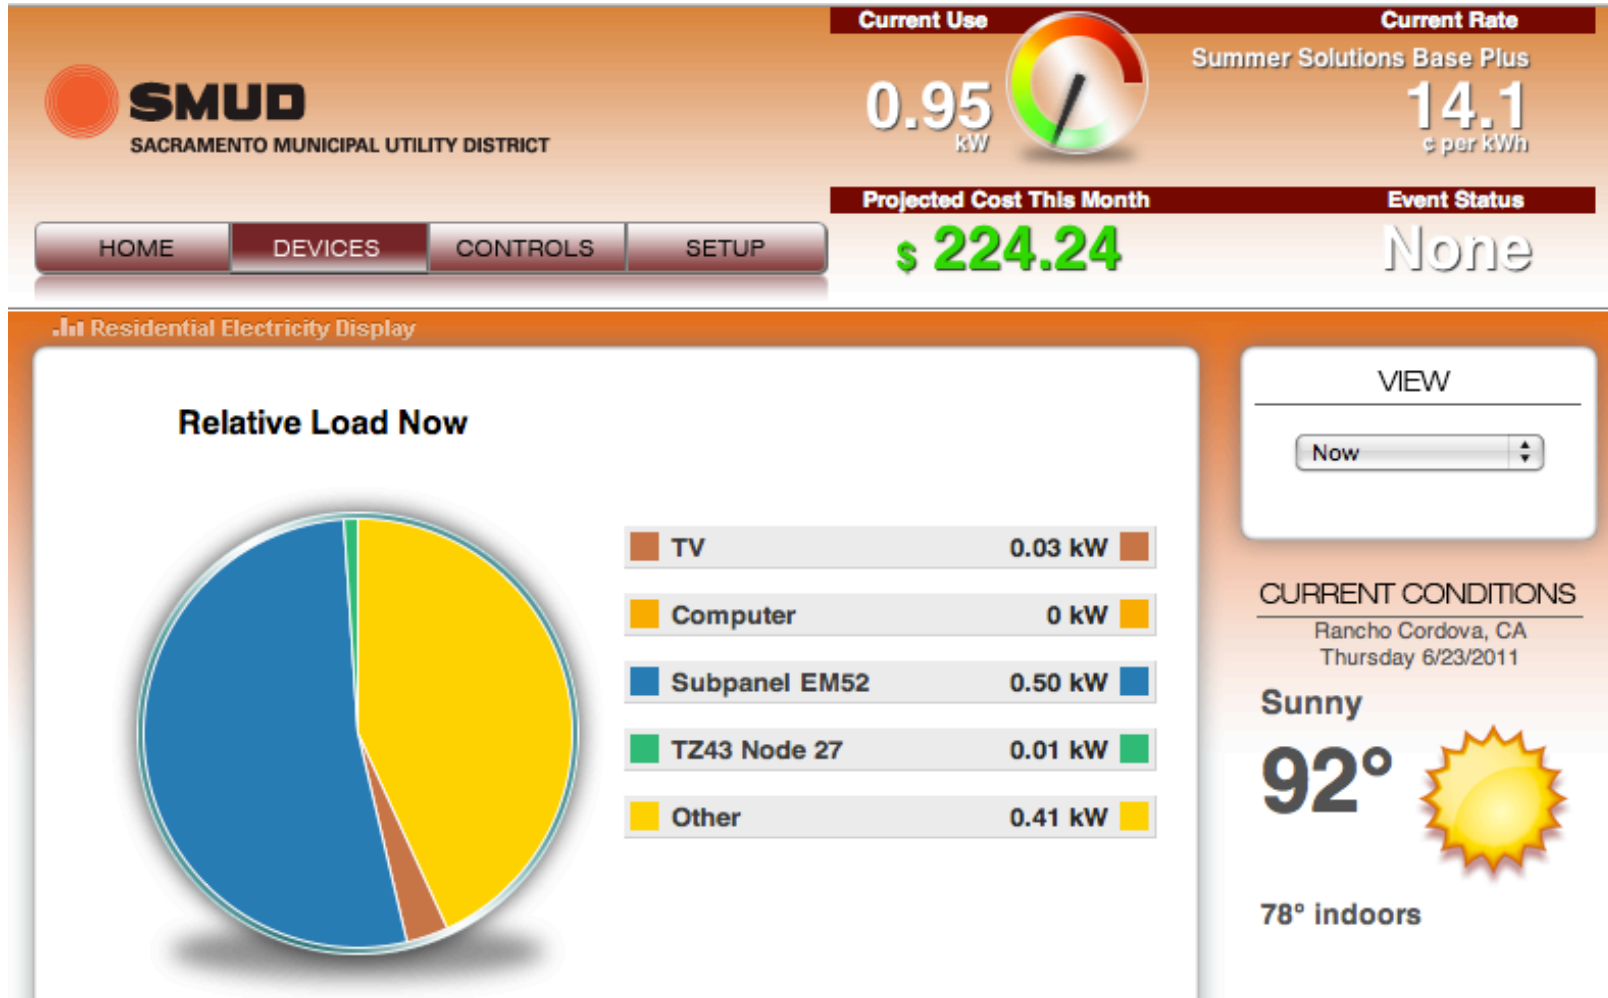 SMUD
SACRAMENTO MUNICIPAL UTILITY DISTRICT
HOME DEVICES CONTROLS SETUP
Current Use
0.95
kW
Current Rate
Summer Solutions Base Plus
14.1
¢ per kWh
Projected Cost This Month
$ 224.24
Event Status
None
Residential Electricity Display
Relative Load Now
TV 0.03 kW
Computer 0 kW
Subpanel EM52 0.50 kW
TZ43 Node 27 0.01 kW
Other 0.41 kW
VIEW
Now
CURRENT CONDITIONS
Rancho Cordova, CA
Thursday 6/23/2011
Sunny
92°
78° indoors